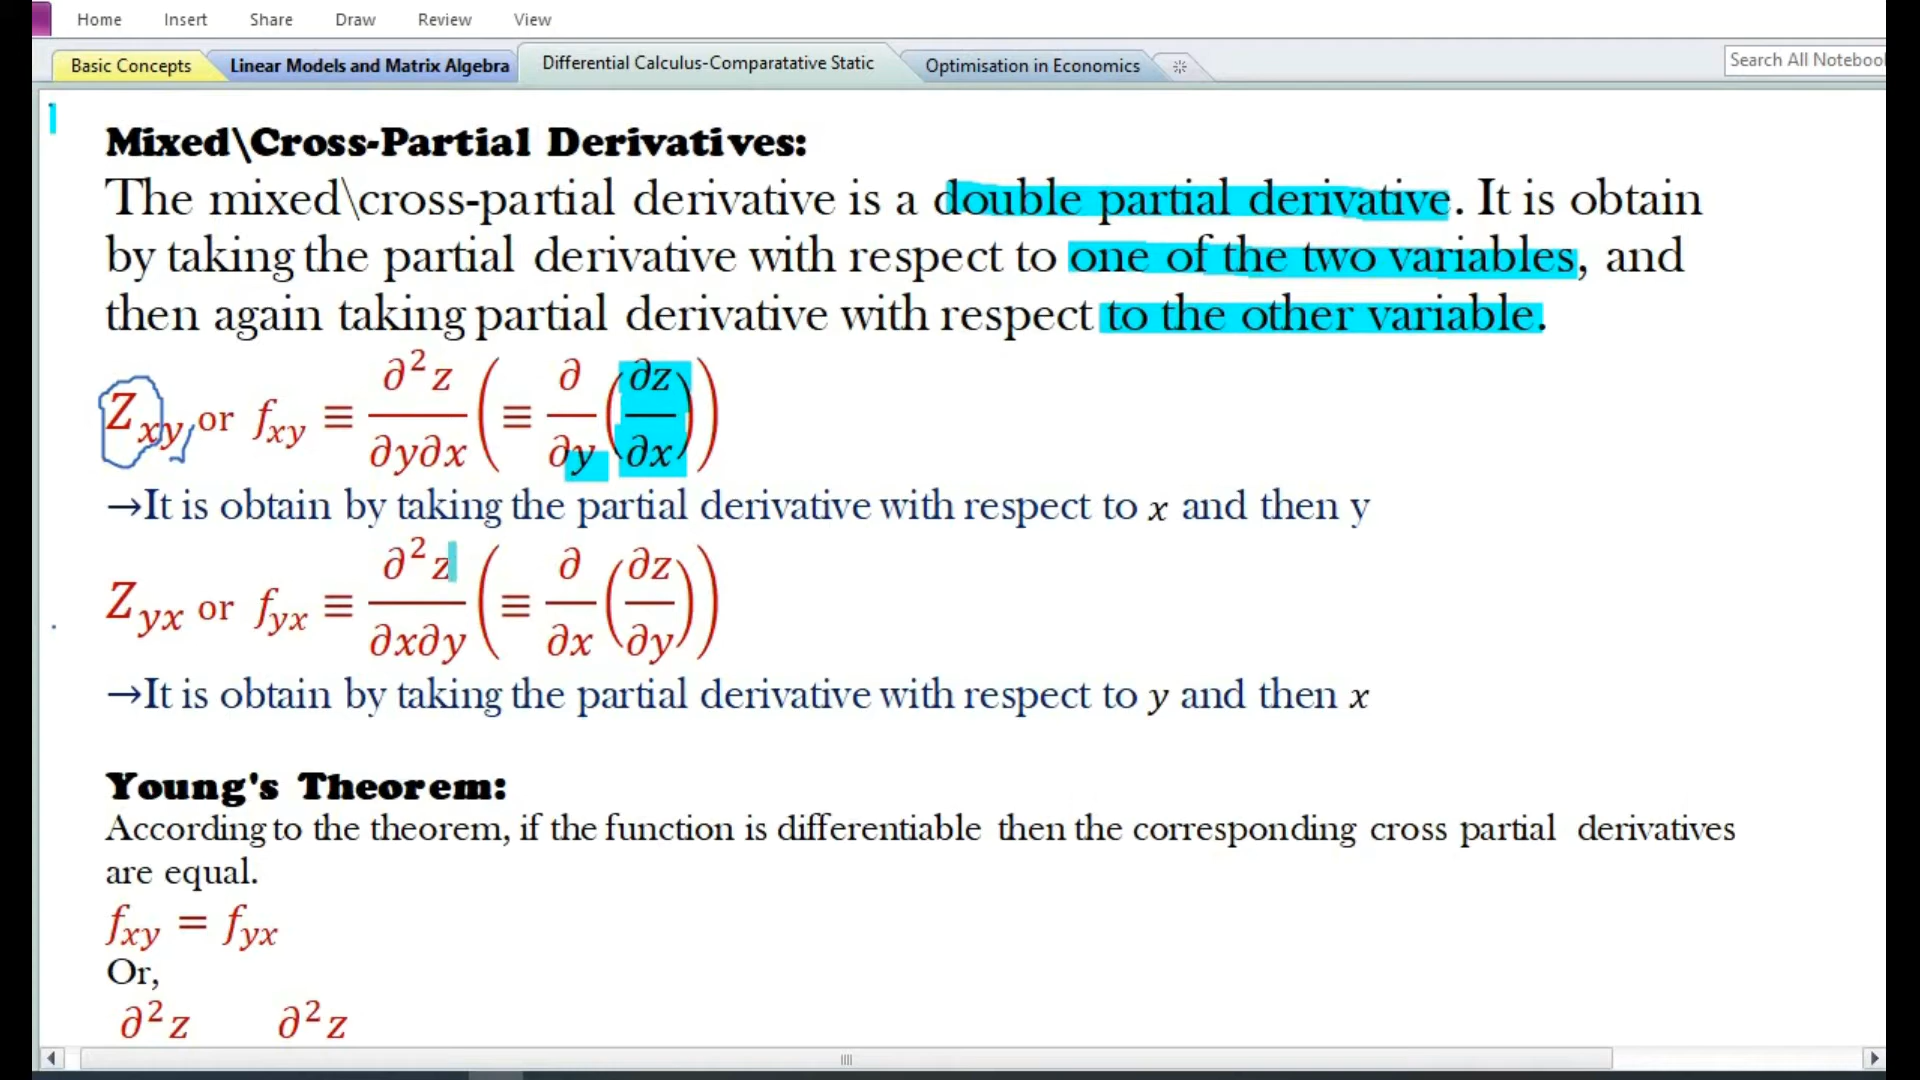 Home Insert Share Draw Review View
Basic Concepts Linear Models and Matrix Algebra Differential Calculus-Comparatative Static Optimisation in Economics Search All Noteboo
Mixed\Cross-Partial Derivatives:
The mixed\cross-partial derivative is a double partial derivative. It is obtain
by taking the partial derivative with respect to one of the two variables, and
then again taking partial derivative with respect to the other variable.
Z_xy or f_xy ≡ ∂²z/∂y∂x (≡ ∂/∂y (∂z/∂x))
→It is obtain by taking the partial derivative with respect to x and then y
Z_yx or f_yx ≡ ∂²z/∂x∂y (≡ ∂/∂x (∂z/∂y))
→It is obtain by taking the partial derivative with respect to y and then x
Young's Theorem:
According to the theorem, if the function is differentiable then the corresponding cross partial derivatives
are equal.
f_xy = f_yx
Or,
∂²z ∂²z